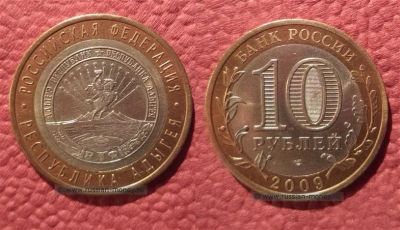 РОССИЙСКАЯ ФЕДЕРАЦИЯ
РЕСПУБЛИКА АДЫГЕЯ
БАНК РОССИИ
10
РУБЛЕЙ
2009